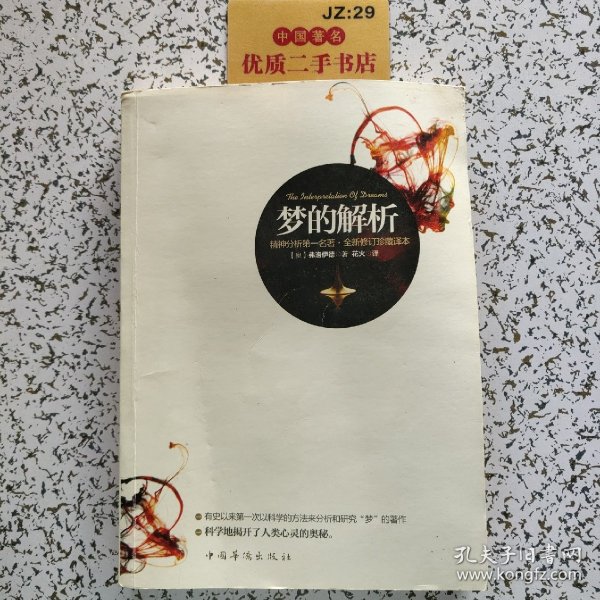 JZ:29
中国著名
优质二手书店
The Interpretation Of Dreams
梦的解析
精神分析第一名著·全新修订珍藏译本
【奥】弗洛伊德 著 花火 译
有史以来第一次以科学的方法来分析和研究“梦”的著作
科学地揭开了人类心灵的奥秘。
中国华侨出版社
孔夫子旧书网
www.kongfz.com